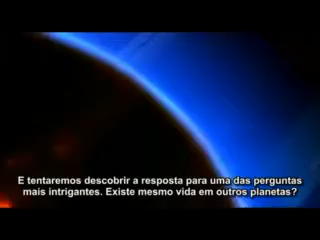 E tentaremos descobrir a resposta para uma das perguntas
mais intrigantes. Existe mesmo vida em outros planetas?